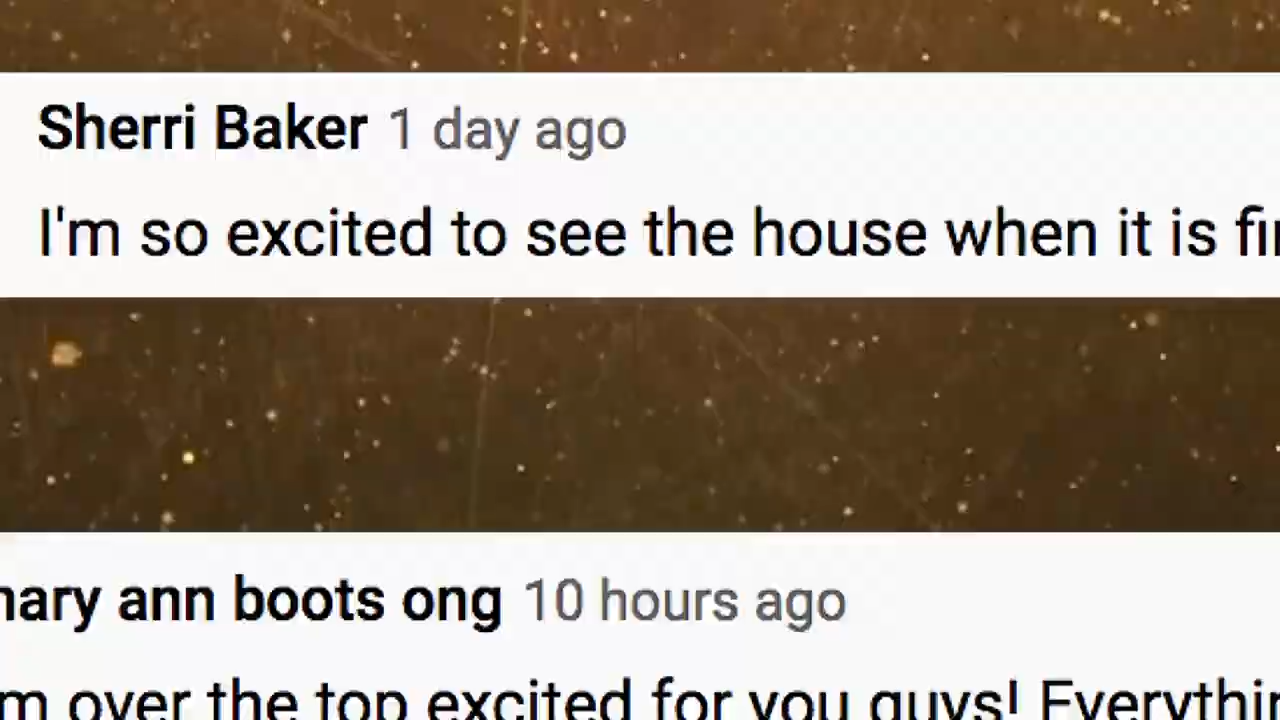 Sherri Baker 1 day ago
I'm so excited to see the house when it is
ann boots ong 10 hours ago
over the top excited for you guys!